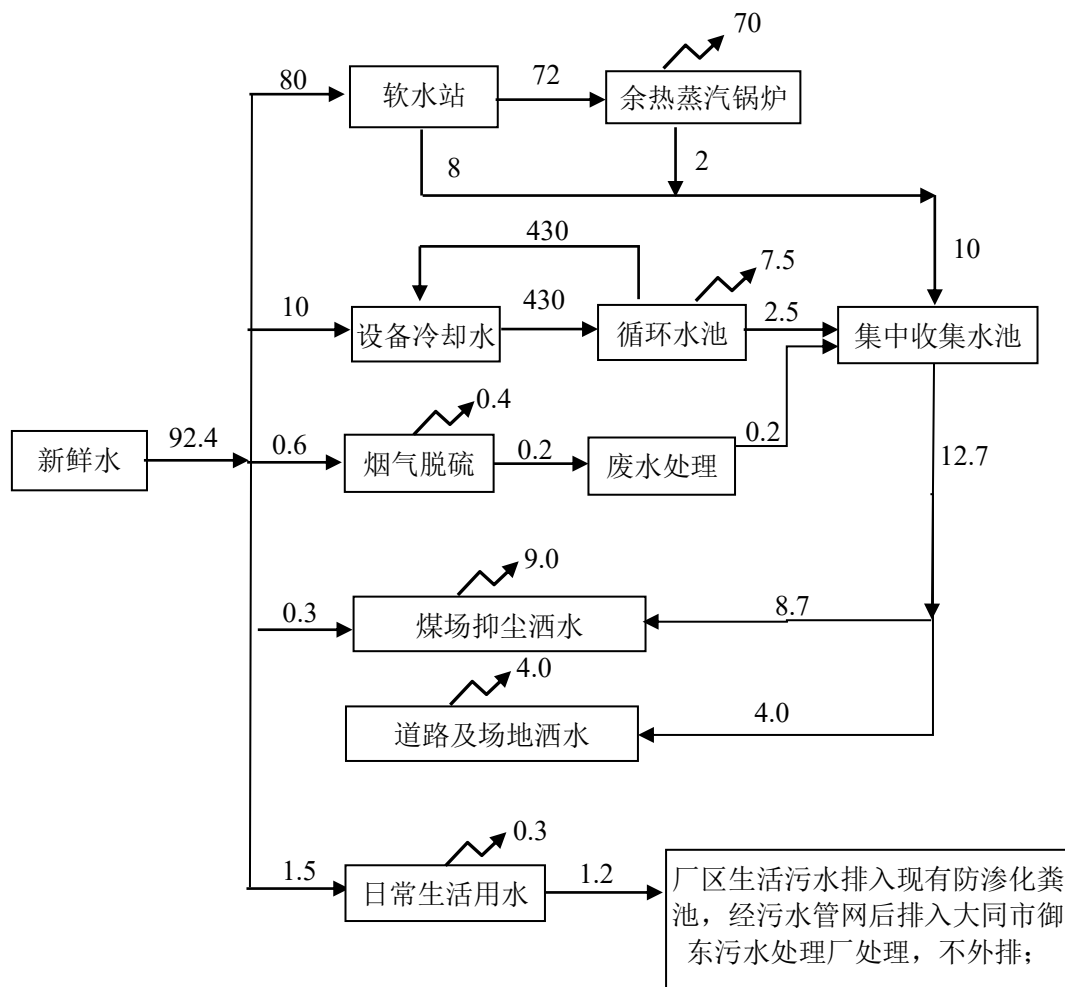 70
80
软水站
72
余热蒸汽锅炉
8
2
430
7.5
10
10
设备冷却水
430
循环水池
2.5
集中收集水池
0.4
新鲜水
92.4
0.6
烟气脱硫
0.2
废水处理
0.2
12.7
9.0
0.3
煤场抑尘洒水
8.7
4.0
道路及场地洒水
4.0
0.3
1.5
日常生活用水
1.2
厂区生活污水排入现有防渗化粪
池，经污水管网后排入大同市御
东污水处理厂处理，不外排；